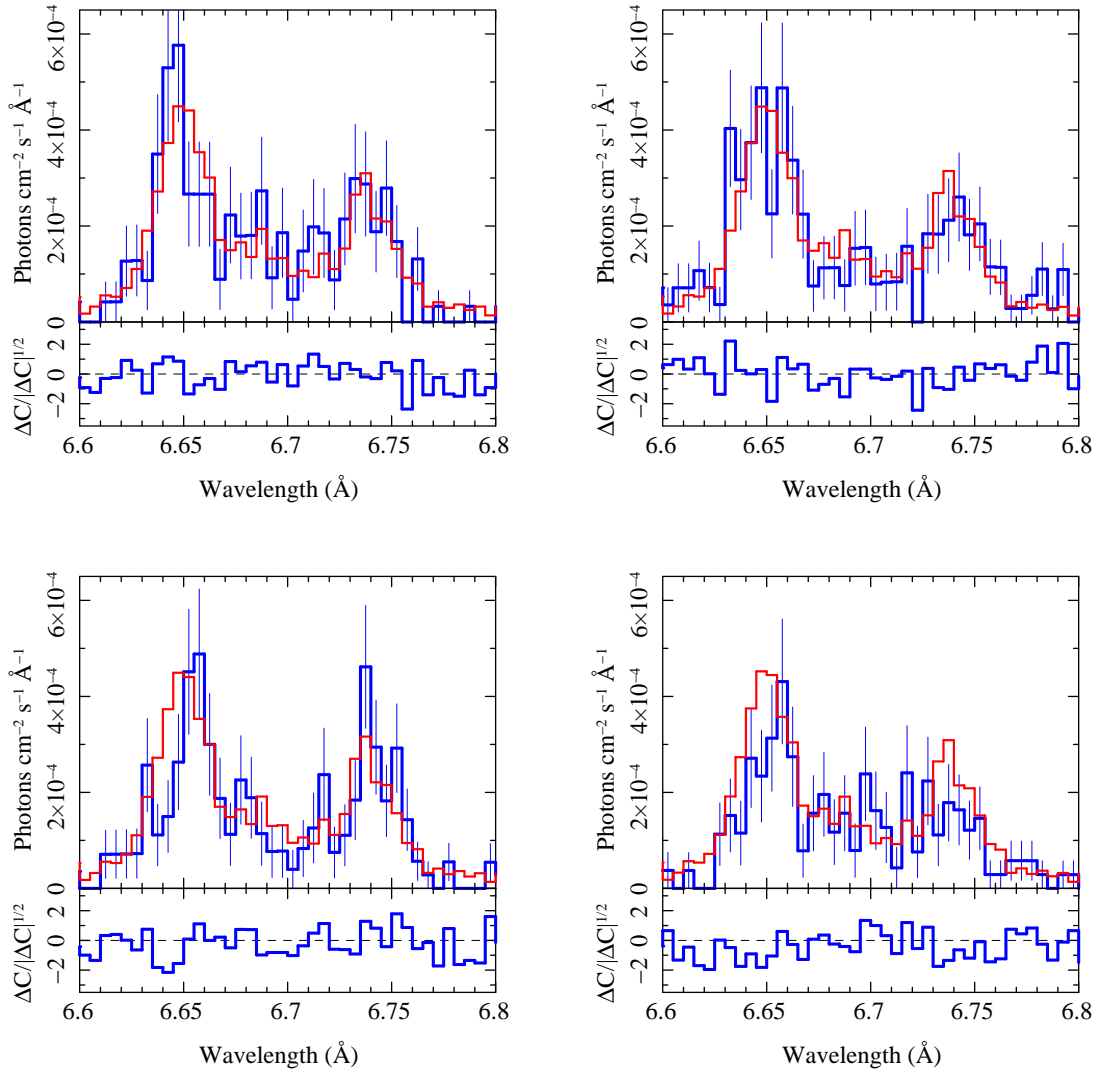 Photons cm⁻² s⁻¹ Å⁻¹
6×10⁻⁴
4×10⁻⁴
2×10⁻⁴
0
ΔC/|ΔC|^1/2
2
0
−2
6.6 6.65 6.7 6.75 6.8
Wavelength (Å)
Photons cm⁻² s⁻¹ Å⁻¹
6×10⁻⁴
4×10⁻⁴
2×10⁻⁴
0
ΔC/|ΔC|^1/2
2
0
−2
6.6 6.65 6.7 6.75 6.8
Wavelength (Å)
Photons cm⁻² s⁻¹ Å⁻¹
6×10⁻⁴
4×10⁻⁴
2×10⁻⁴
0
ΔC/|ΔC|^1/2
2
0
−2
6.6 6.65 6.7 6.75 6.8
Wavelength (Å)
Photons cm⁻² s⁻¹ Å⁻¹
6×10⁻⁴
4×10⁻⁴
2×10⁻⁴
0
ΔC/|ΔC|^1/2
2
0
−2
6.6 6.65 6.7 6.75 6.8
Wavelength (Å)